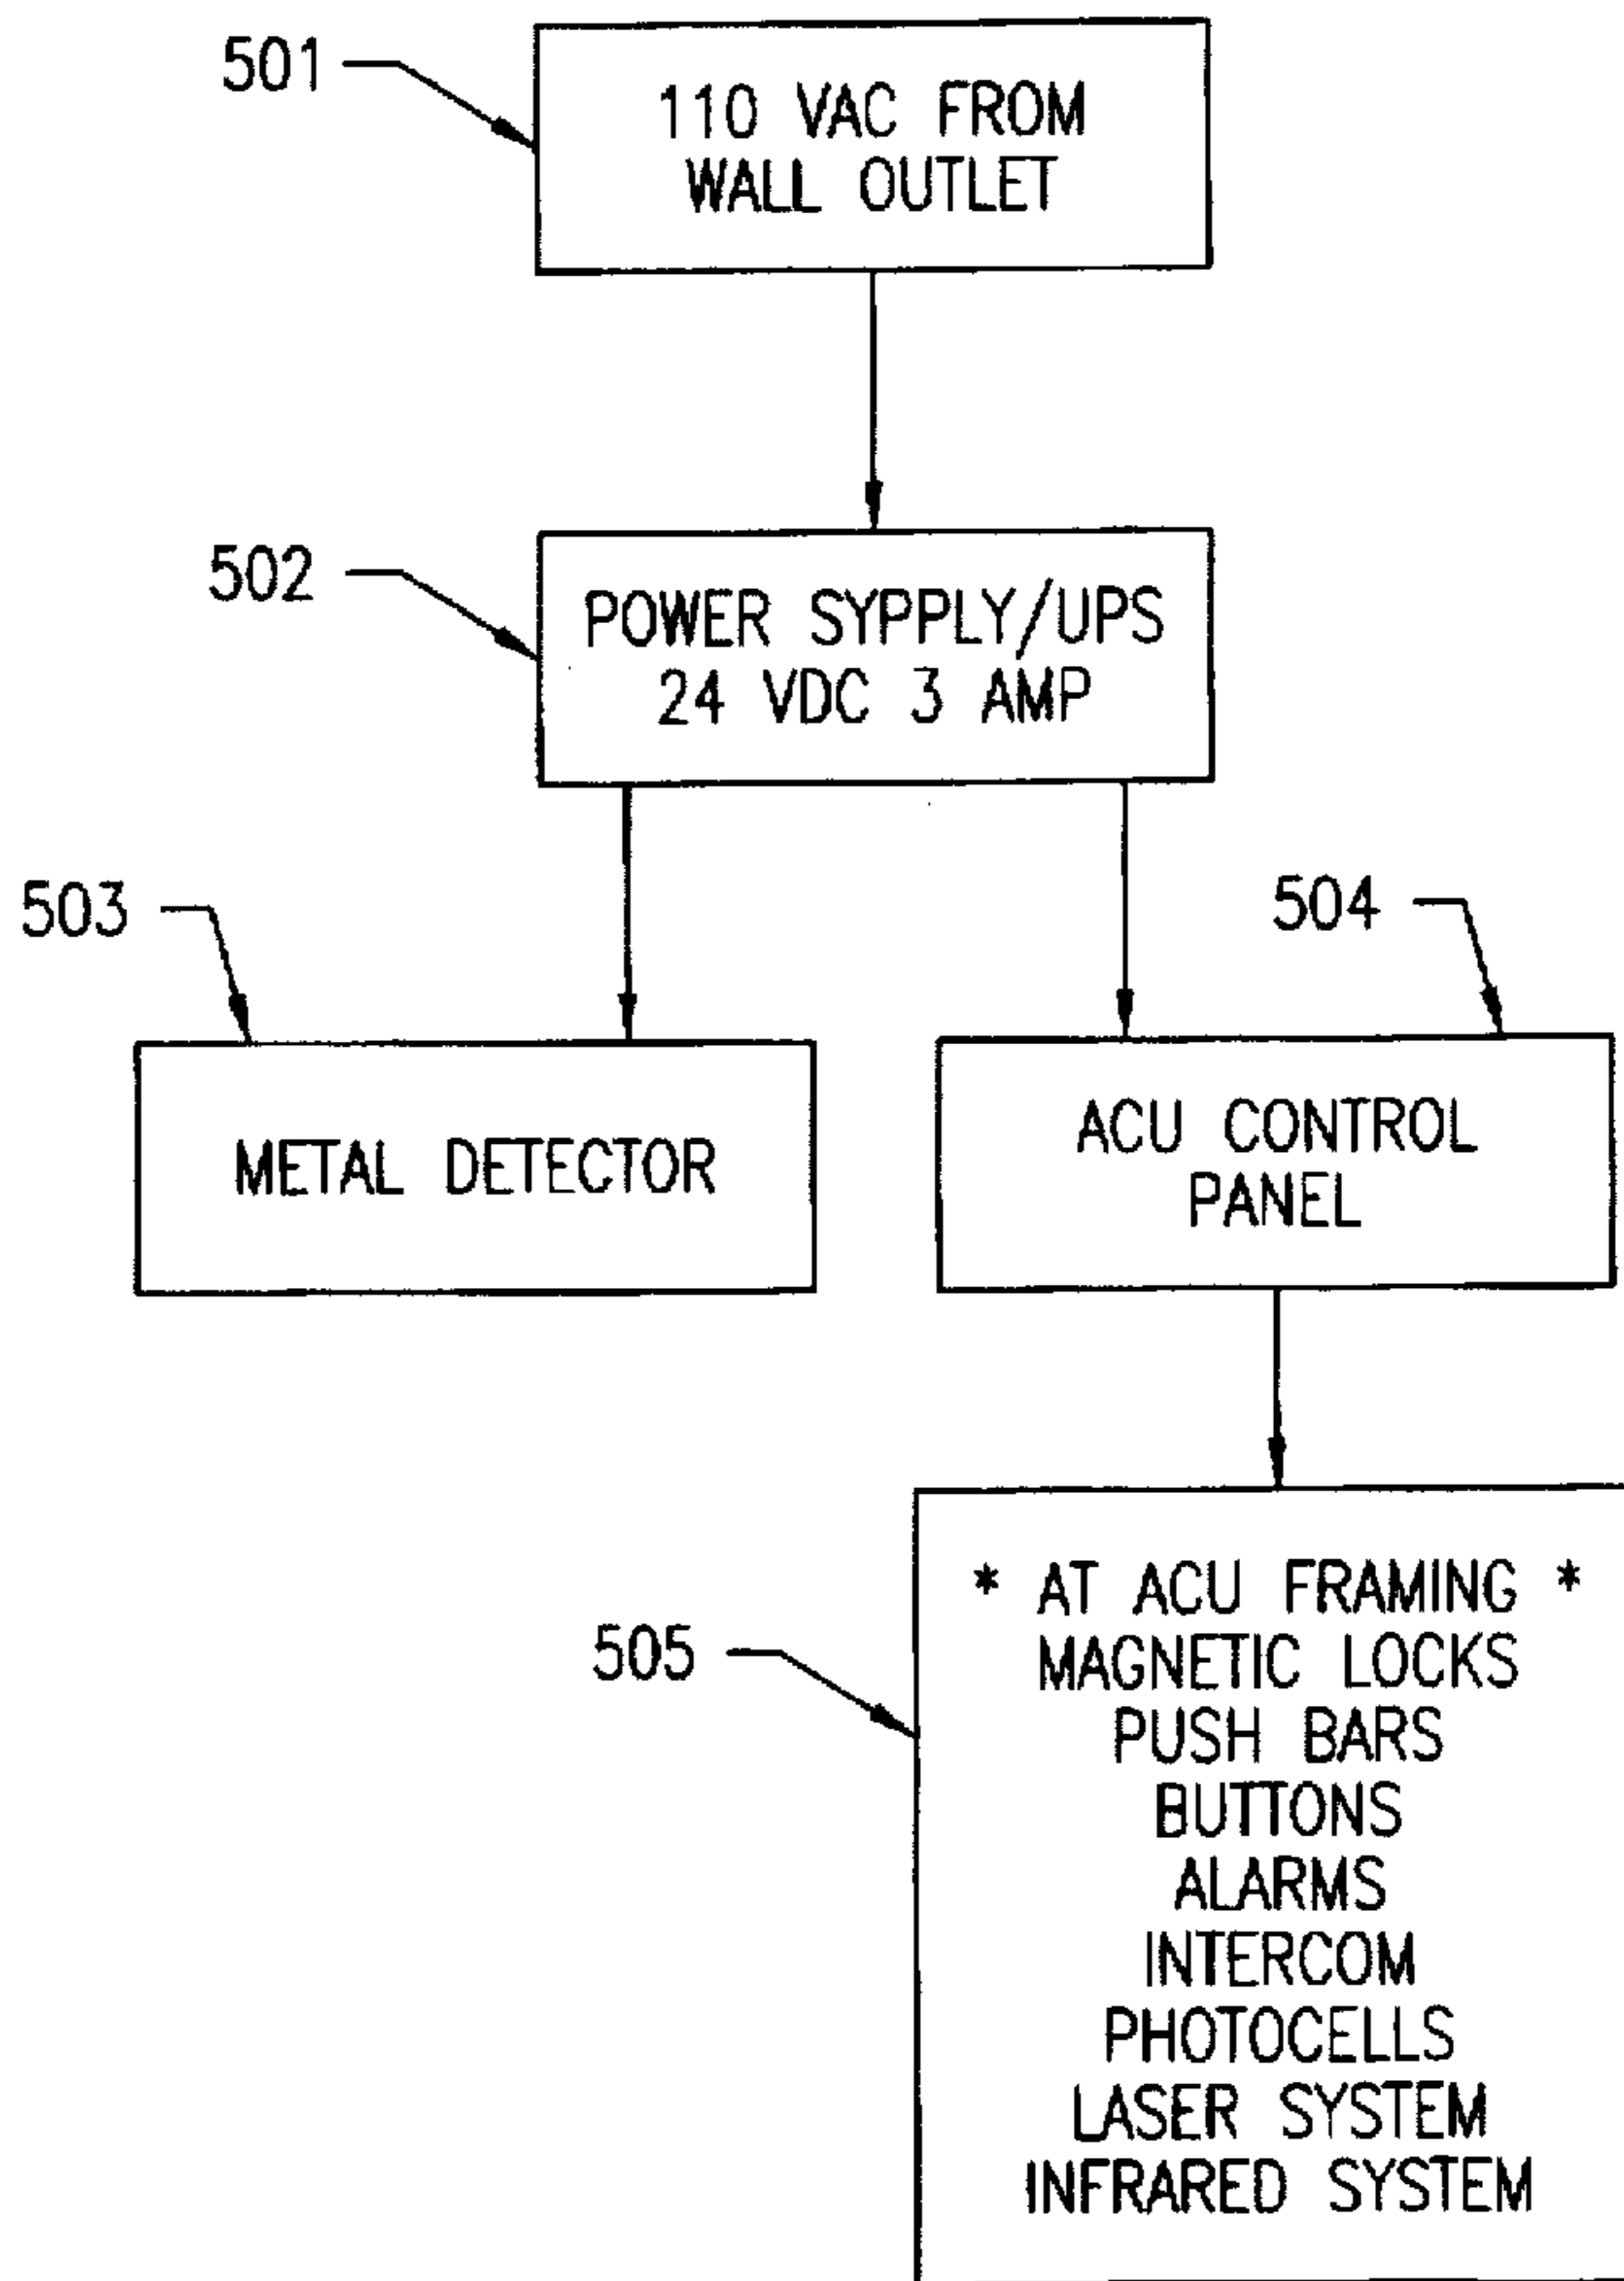 501
110 VAC FROM
WALL OUTLET
502
POWER SYPPLY/UPS
24 VDC 3 AMP
503
504
METAL DETECTOR
ACU CONTROL
PANEL
505
* AT ACU FRAMING *
MAGNETIC LOCKS
PUSH BARS
BUTTONS
ALARMS
INTERCOM
PHOTOCELLS
LASER SYSTEM
INFRARED SYSTEM